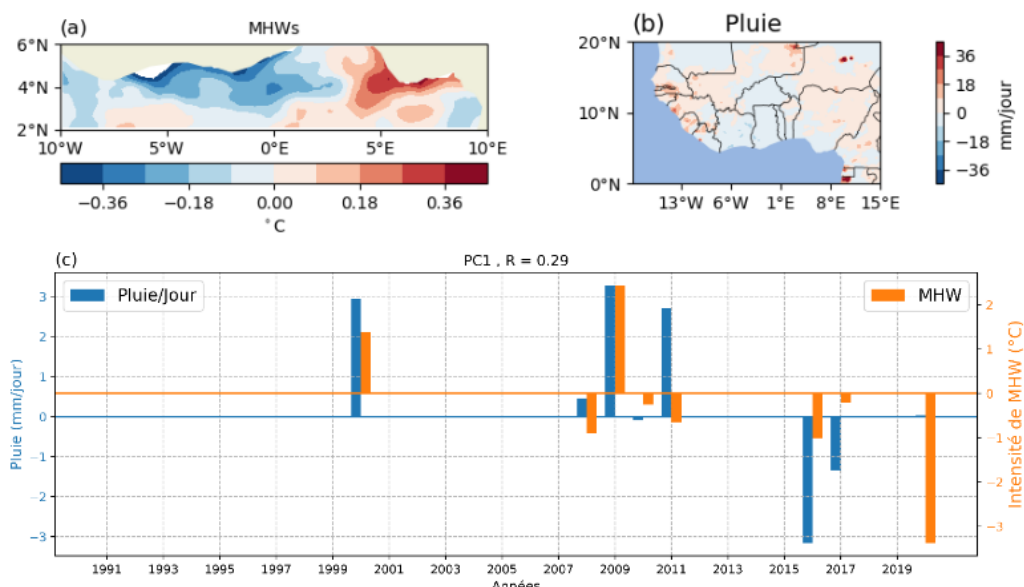 (a) MHWs
6°N
4°N
2°N
10°W 5°W 0°E 5°E 10°E
−0.36 −0.18 0.00 0.18 0.36
°C
(b) Pluie
20°N
10°N
0°N
13°W 6°W 1°E 8°E 15°E
36
18
0
−18
−36
mm/jour
(c) PC1 , R = 0.29
Pluie/Jour
MHW
Pluie (mm/jour)
3
2
1
0
−1
−2
−3
Intensité de MHW (°C)
2
1
0
−1
−2
−3
1991 1993 1995 1997 1999 2001 2003 2005 2007 2009 2011 2013 2015 2017 2019
Années